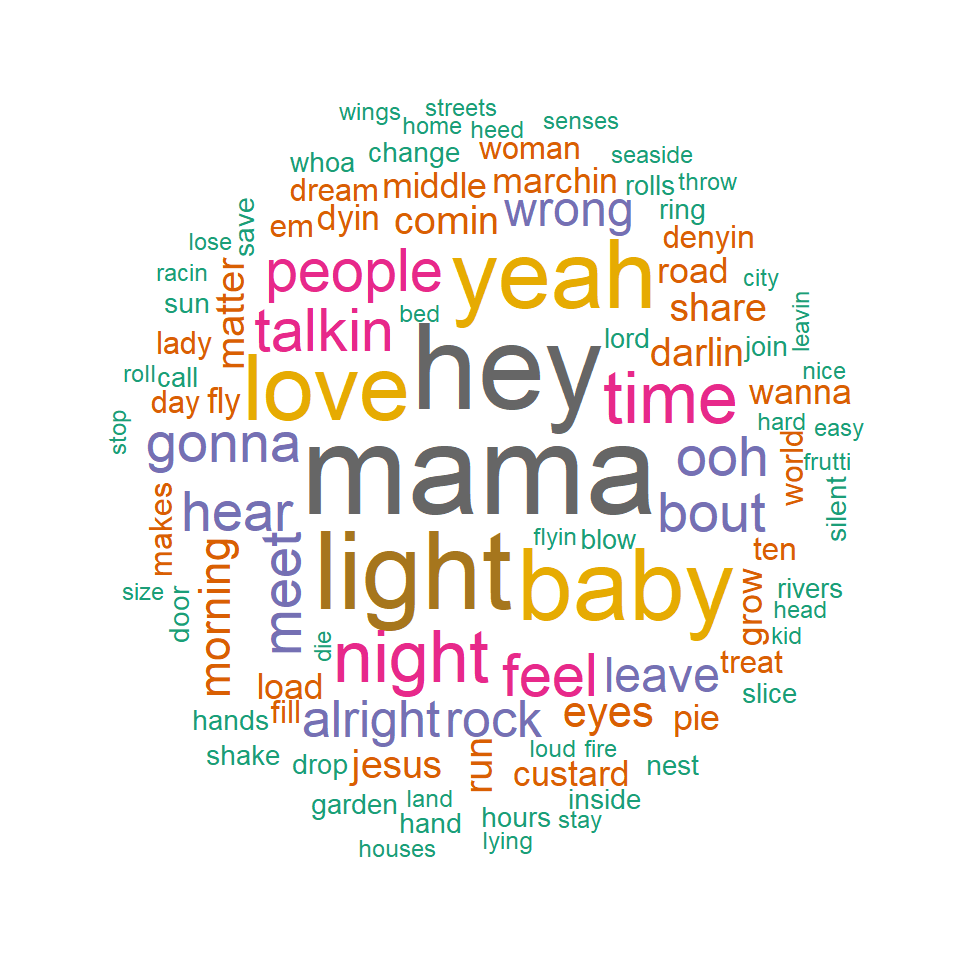 wings streets
home heed senses
whoa change woman seaside
dream middle marchin rolls throw
em dyin comin wrong ring
save
lose denyin
people yeah road city
racin
matter
sun talkin bed share leavin
lady hey lord darlin join
roll call love time nice
day fly wanna
stop gonna hard easy
mama ooh world frutti
makes hear bout silent
morning meet light flyin blow ten
size door baby grow rivers
head
die night feel leave kid
treat
load slice
hands fill alright rock eyes pie
shake drop jesus run loud fire
custard nest
garden land inside
hand hours stay
houses lying